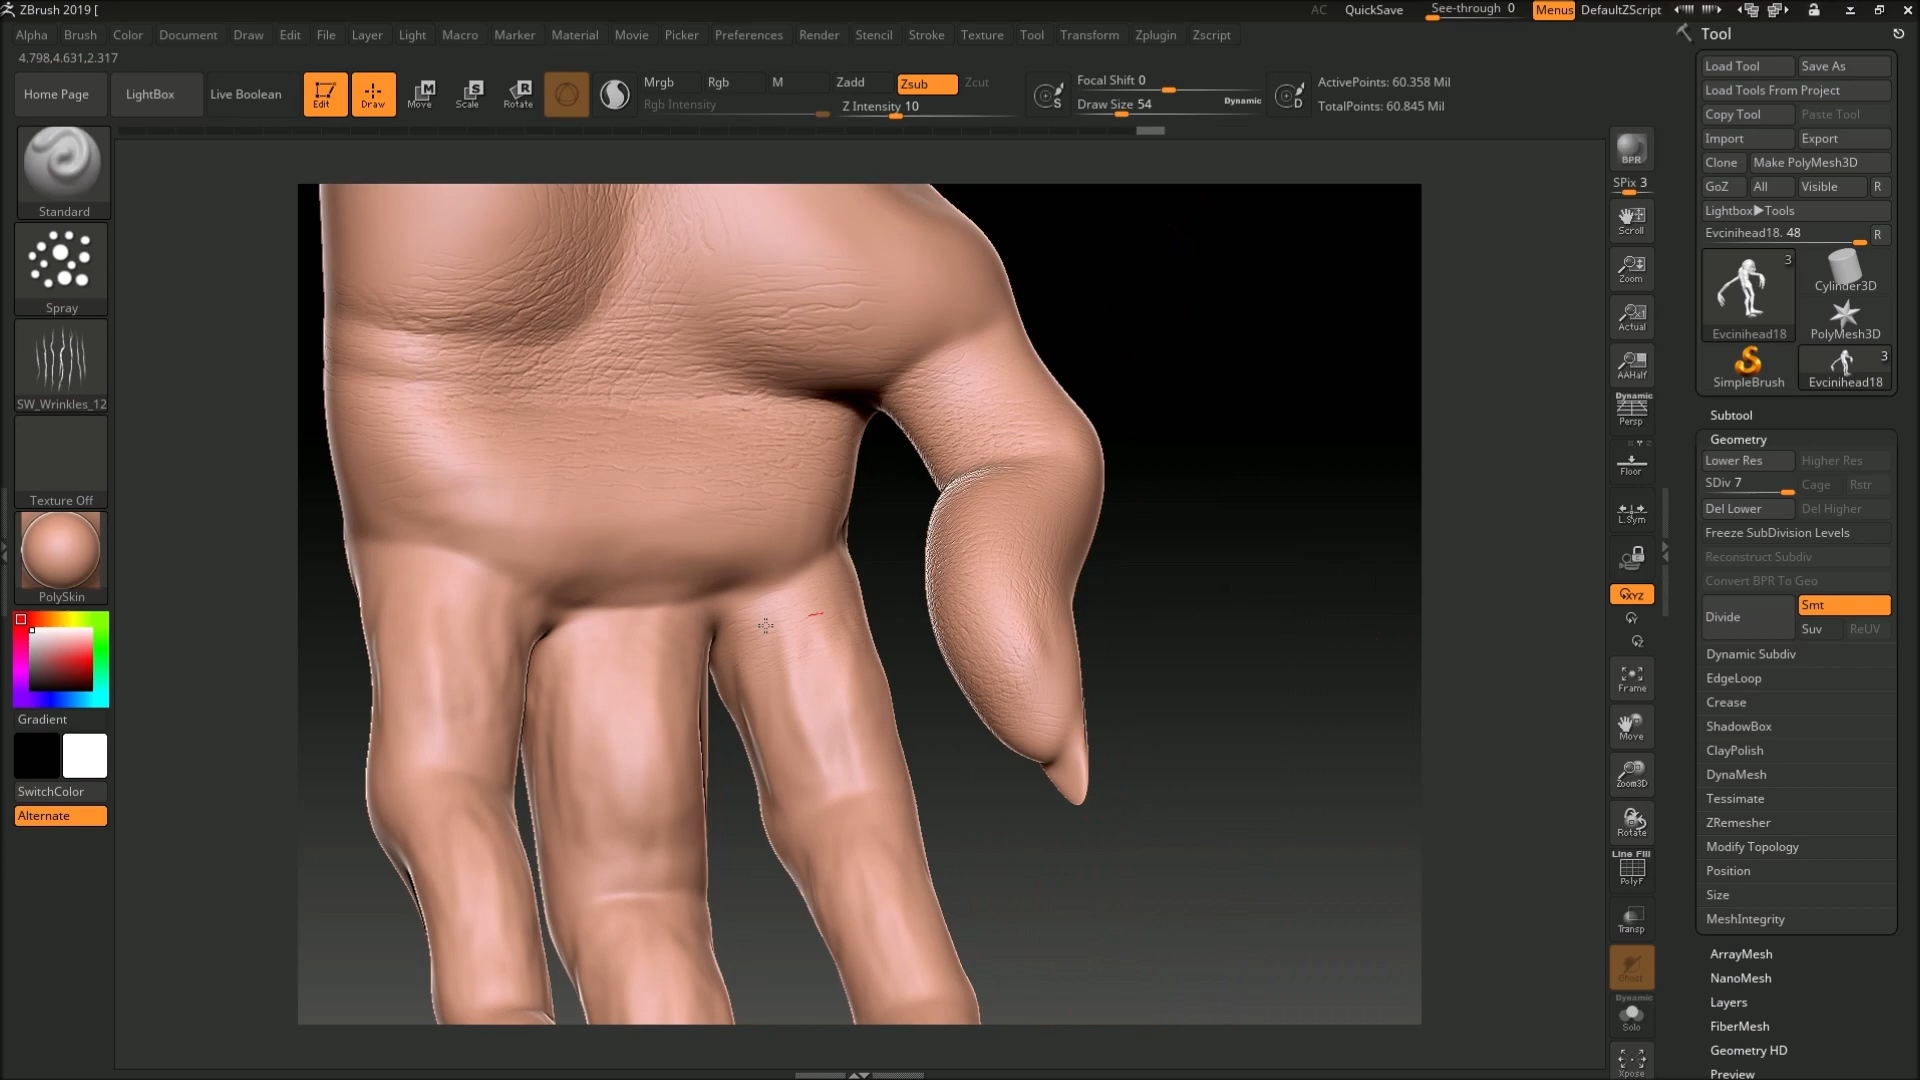 ZBrush 2019 [
AC QuickSave See-through 0 Menus DefaultZScript
Alpha Brush Color Document Draw Edit File Layer Light Macro Marker Material Movie Picker Preferences Render Stencil Stroke Texture Tool Transform Zplugin Zscript
4.798,4.631,2.317
Home Page LightBox Live Boolean Edit Draw Move Scale Rotate
Mrgb Rgb M Zadd Zsub Zcut
Rgb Intensity Z Intensity 10
S Focal Shift 0
Draw Size 54 Dynamic
D ActivePoints: 60.358 Mil
TotalPoints: 60.845 Mil
Standard
Spray
SW_Wrinkles_12
Texture Off
PolySkin
Gradient
SwitchColor
Alternate
BPR
SPix 3
Scroll
Zoom
Actual
AAHalf
Dynamic
Persp
Floor
L.Sym
XYZ
Frame
Move
Zoom3D
Rotate
Line Fill
PolyF
Transp
Ghost
Dynamic
Solo
Xpose
Tool
Load Tool Save As
Load Tools From Project
Copy Tool Paste Tool
Import Export
Clone Make PolyMesh3D
GoZ All Visible R
Lightbox▶Tools
Evcinihead18. 48 R
3
Evcinihead18
Cylinder3D
PolyMesh3D
SimpleBrush
3
Evcinihead18
Subtool
Geometry
Lower Res Higher Res
SDiv 7 Cage Rstr
Del Lower Del Higher
Freeze SubDivision Levels
Reconstruct Subdiv
Convert BPR To Geo
Divide Smt
Suv ReUV
Dynamic Subdiv
EdgeLoop
Crease
ShadowBox
ClayPolish
DynaMesh
Tessimate
ZRemesher
Modify Topology
Position
Size
MeshIntegrity
ArrayMesh
NanoMesh
Layers
FiberMesh
Geometry HD
Preview